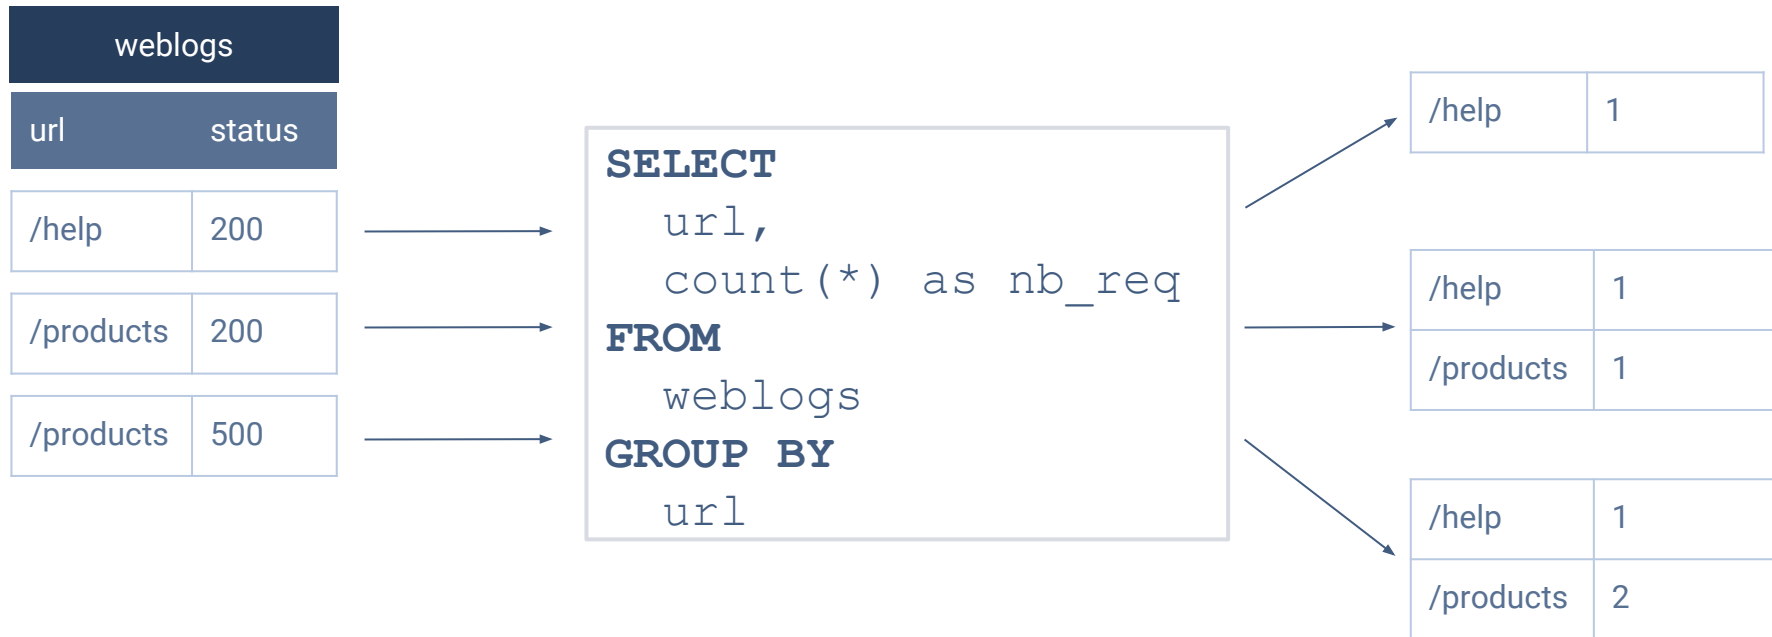 weblogs
url status
/help 200
/products 200
/products 500
SELECT
url,
count(*) as nb_req
FROM
weblogs
GROUP BY
url
/help 1
/help 1
/products 1
/help 1
/products 2